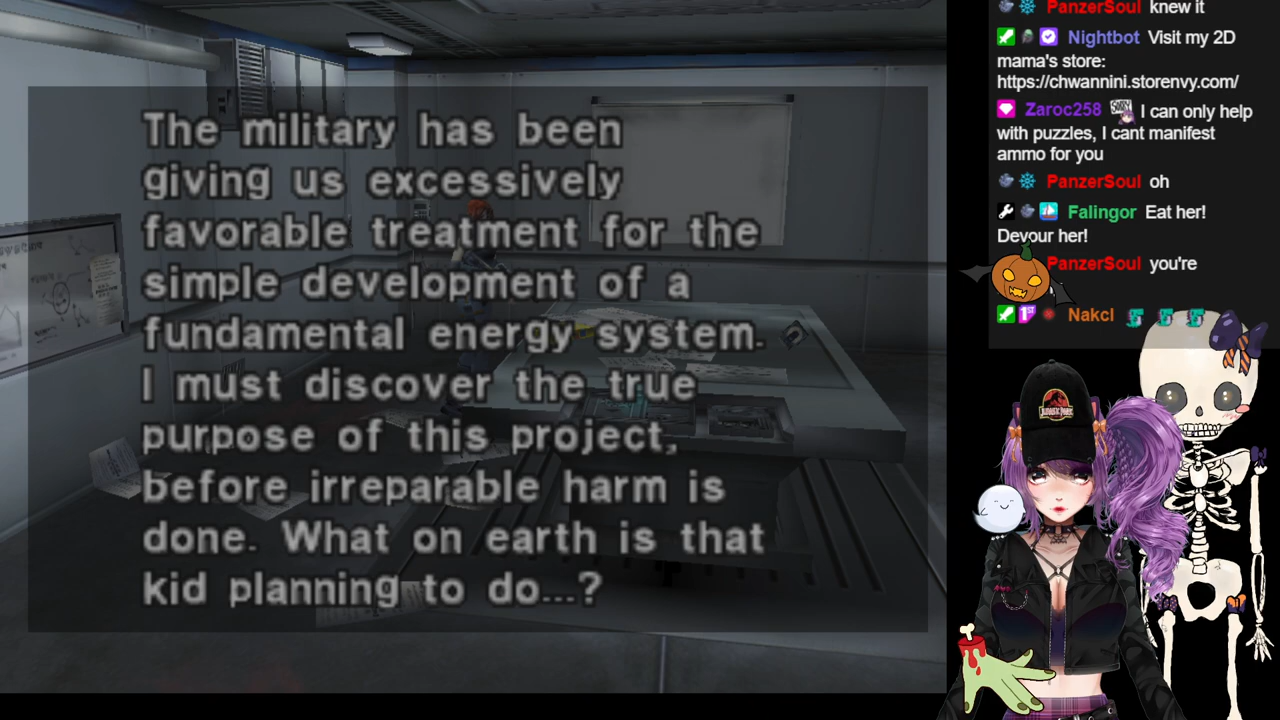 The military has been
giving us excessively
favorable treatment for the
simple development of a
fundamental energy system.
I must discover the true
purpose of this project,
before irreparable harm is
done. What on earth is that
kid planning to do...?
PanzerSoul knew it
Nightbot Visit my 2D
mama's store:
https://chwannini.storenvy.com/
Zaroc258 I can only help
with puzzles, I cant manifest
ammo for you
PanzerSoul oh
Falingor Eat her!
Devour her!
PanzerSoul you're
Nakcl
JURASSIC PARK